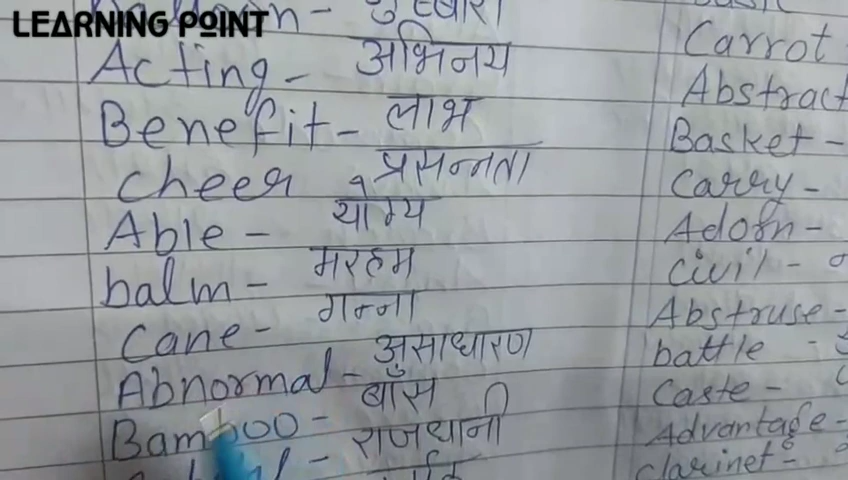 LEARNING POINT
Acting - अभिनय
Benefit - लाभ
Cheer प्रसन्नता
Able - योग्य
balm - मरहम
Cane - गन्ना
Abnormal - असाधारण
Bamboo - बाँस
राजधानी
Carrot
Abstract
Basket -
Carry -
Adorn -
Civil -
Abstruse -
battle -
Caste -
Advantage -
Clarinet -